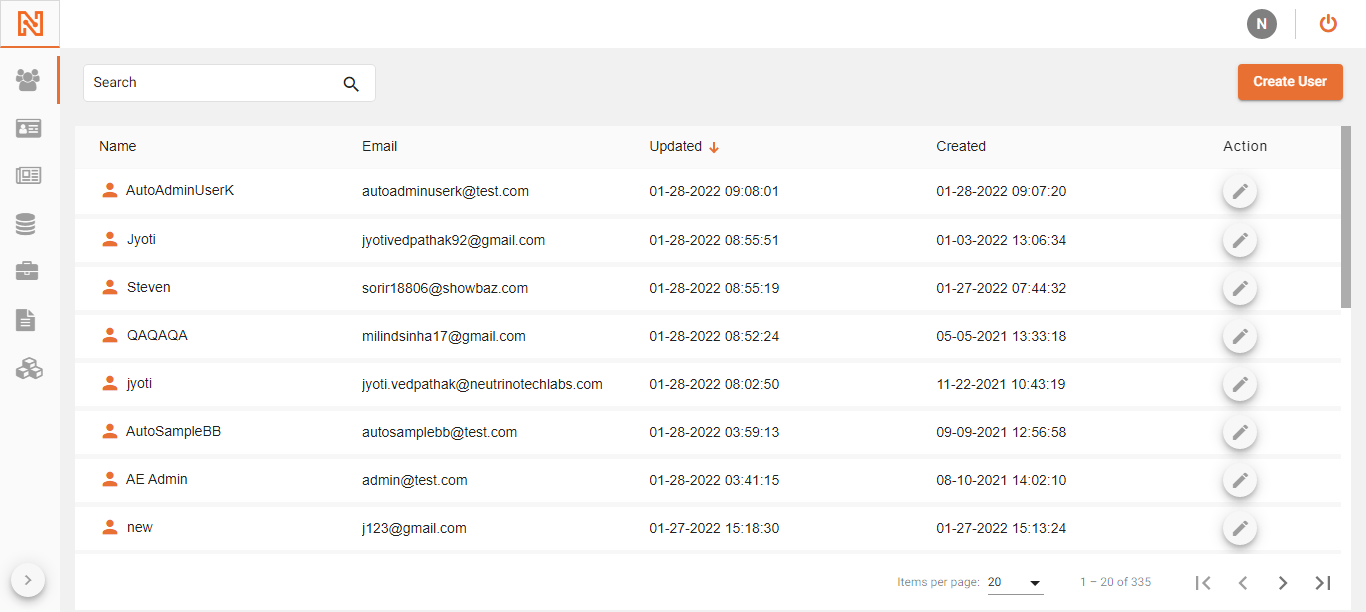 N
Search
Create User
Name Email Updated Created Action
AutoAdminUserK autoadminuserk@test.com 01-28-2022 09:08:01 01-28-2022 09:07:20
Jyoti jyotivedpathak92@gmail.com 01-28-2022 08:55:51 01-03-2022 13:06:34
Steven sorir18806@showbaz.com 01-28-2022 08:55:19 01-27-2022 07:44:32
QAQAQA milindsinha17@gmail.com 01-28-2022 08:52:24 05-05-2021 13:33:18
jyoti jyoti.vedpathak@neutrinotechlabs.com 01-28-2022 08:02:50 11-22-2021 10:43:19
AutoSampleBB autosamplebb@test.com 01-28-2022 03:59:13 09-09-2021 12:56:58
AE Admin admin@test.com 01-28-2022 03:41:15 08-10-2021 14:02:10
new j123@gmail.com 01-27-2022 15:18:30 01-27-2022 15:13:24
Items per page: 20 1 – 20 of 335